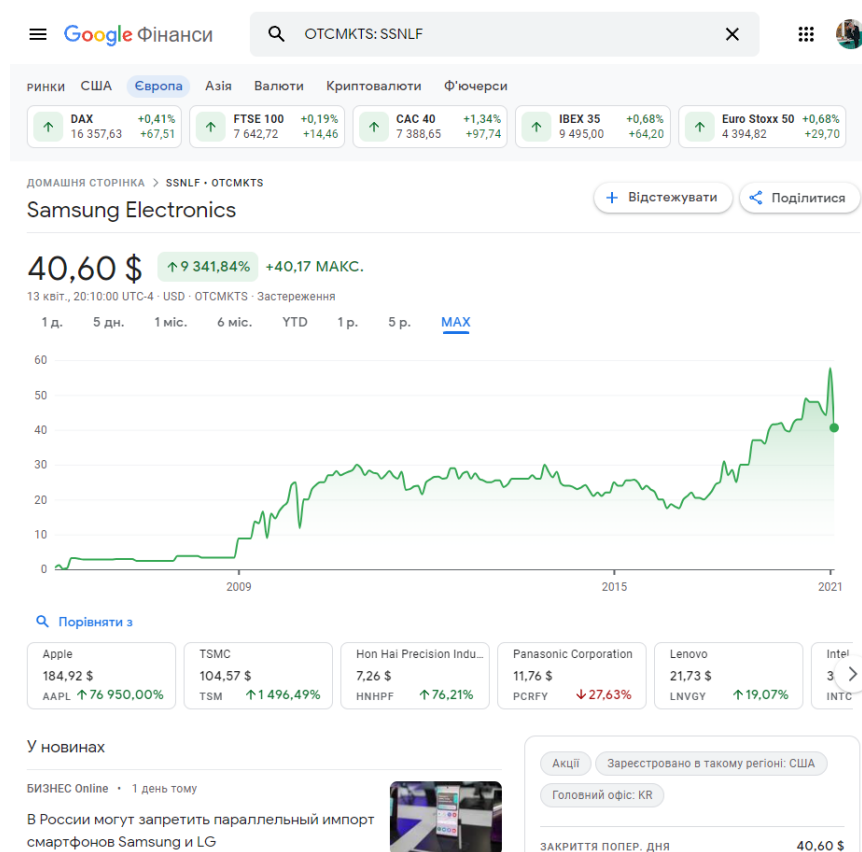 Google Фінанси
OTCMKTS: SSNLF
РИНКИ США Європа Азія Валюти Криптовалюти Ф'ючерси
DAX +0,41% FTSE 100 +0,19% CAC 40 +1,34% IBEX 35 +0,68% Euro Stoxx 50 +0,68%
16 357,63 +67,51 7 642,72 +14,46 7 388,65 +97,74 9 495,00 +64,20 4 394,82 +29,70
ДОМАШНЯ СТОРІНКА > SSNLF • OTCMKTS
Samsung Electronics
Відстежувати Поділитися
40,60 $ 9 341,84% +40,17 МАКС.
13 квіт., 20:10:00 UTC-4 · USD · OTCMKTS · Застереження
1 д. 5 дн. 1 міс. 6 міс. YTD 1 р. 5 р. MAX
60
50
40
30
20
10
0
2009 2015 2021
Порівняти з
Apple TSMC Hon Hai Precision Indu... Panasonic Corporation Lenovo Intel
184,92 $ 104,57 $ 7,26 $ 11,76 $ 21,73 $ 3
AAPL 76 950,00% TSM 1 496,49% HNHPF 76,21% PCRFY 27,63% LNVGY 19,07% INTC
У новинах
БИЗНЕС Online • 1 день тому
В России могут запретить параллельный импорт
смартфонов Samsung и LG
Акції Зареєстровано в такому регіоні: США
Головний офіс: KR
ЗАКРИТТЯ ПОПЕР. ДНЯ 40,60 $